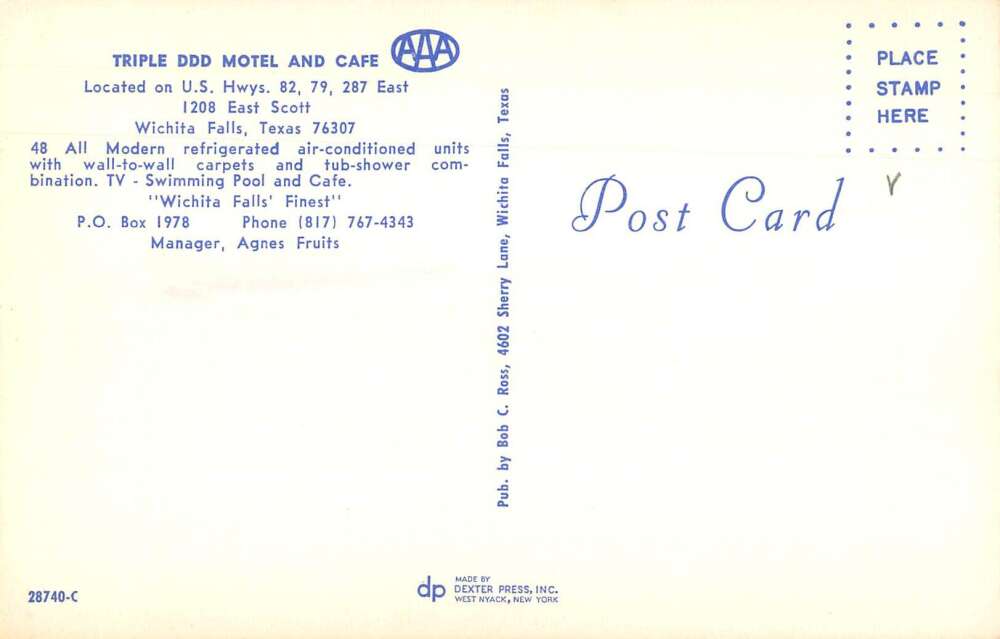 TRIPLE DDD MOTEL AND CAFE AAA
Located on U.S. Hwys. 82, 79, 287 East
1208 East Scott
Wichita Falls, Texas 76307
48 All Modern refrigerated air-conditioned units
with wall-to-wall carpets and tub-shower com-
bination. TV - Swimming Pool and Cafe.
"Wichita Falls' Finest"
P.O. Box 1978 Phone (817) 767-4343
Manager, Agnes Fruits
Pub. by Bob C. Ross, 4602 Sherry Lane, Wichita Falls, Texas
PLACE
STAMP
HERE
Post Card
V
28740-C
dp
MADE BY
DEXTER PRESS, INC.
WEST NYACK, NEW YORK